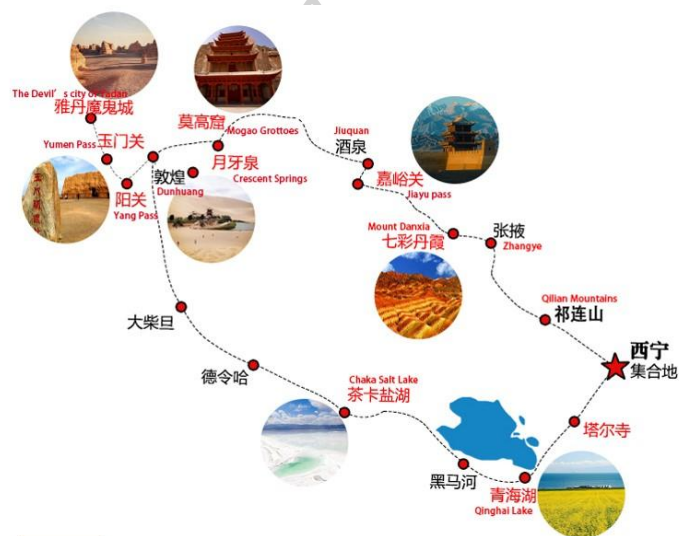 The Devil's city of Yadan
雅丹魔鬼城
Yumen Pass
玉门关
阳关
Yang Pass
敦煌
Dunhuang
莫高窟
Mogao Grottoes
月牙泉
Crescent Springs
Jiuquan
酒泉
嘉峪关
Jiayu pass
Mount Danxia
七彩丹霞
张掖
Zhangye
Qilian Mountains
祁连山
西宁
集合地
塔尔寺
青海湖
Qinghai Lake
黑马河
Chaka Salt Lake
茶卡盐湖
德令哈
大柴旦